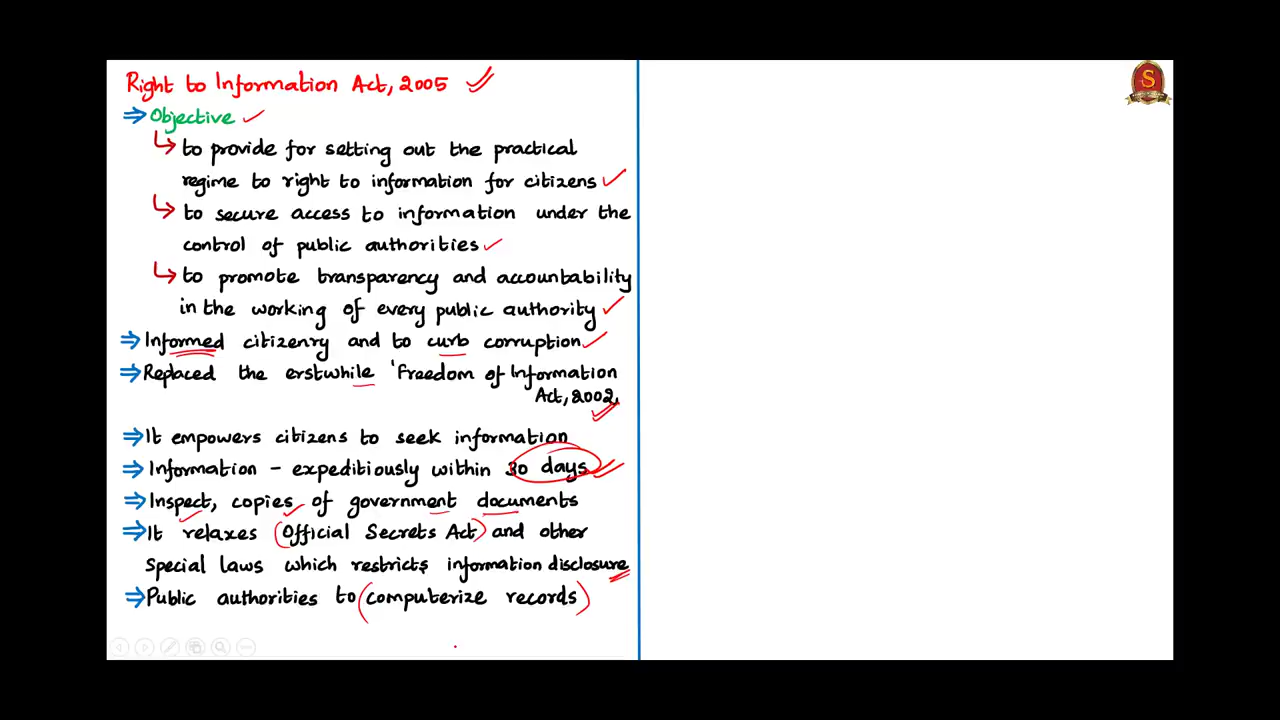 Right to Information Act, 2005
⇒ Objective
↳ to provide for setting out the practical
regime to right to information for citizens
↳ to secure access to information under the
control of public authorities
↳ to promote transparency and accountability
in the working of every public authority
⇒ Informed citizenry and to curb corruption
⇒ Replaced the erstwhile 'Freedom of Information
Act, 2002,
⇒ It empowers citizens to seek information
⇒ Information - expeditiously within 30 days
⇒ Inspect, copies of government documents
⇒ It relaxes (Official Secrets Act) and other
special laws which restricts information disclosure
⇒ Public authorities to (computerize records)
S